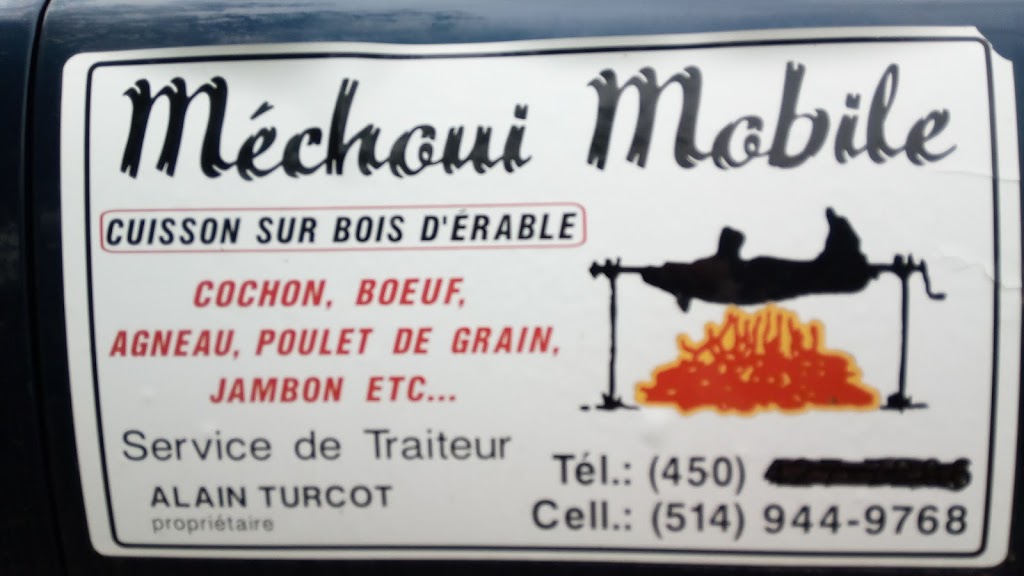 Méchoui Mobile
CUISSON SUR BOIS D'ÉRABLE
COCHON, BOEUF,
AGNEAU, POULET DE GRAIN,
JAMBON ETC...
Service de Traiteur
ALAIN TURCOT
propriétaire
Tél.: (450)
Cell.: (514) 944-9768